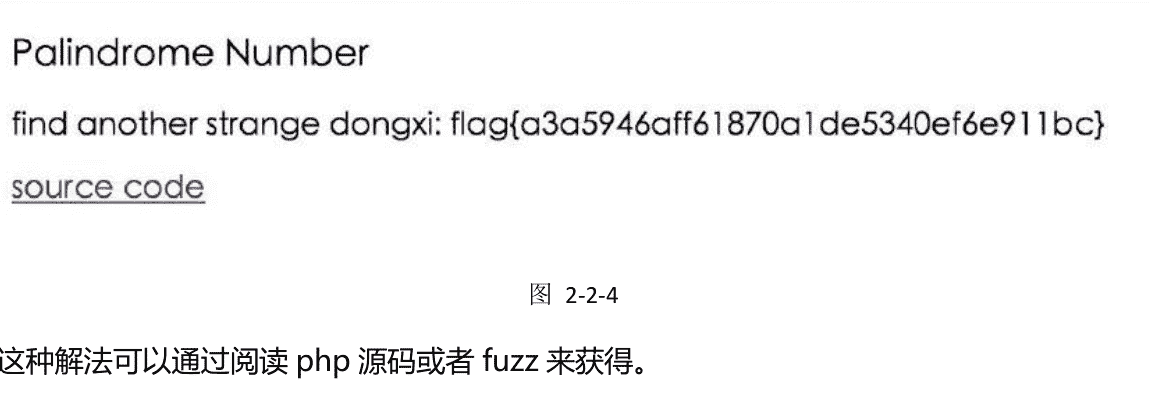 Palindrome Number
find another strange dongxi: flag{a3a5946aff61870a1de5340ef6e911bc}
source code
图 2-2-4
这种解法可以通过阅读 php 源码或者 fuzz 来获得。